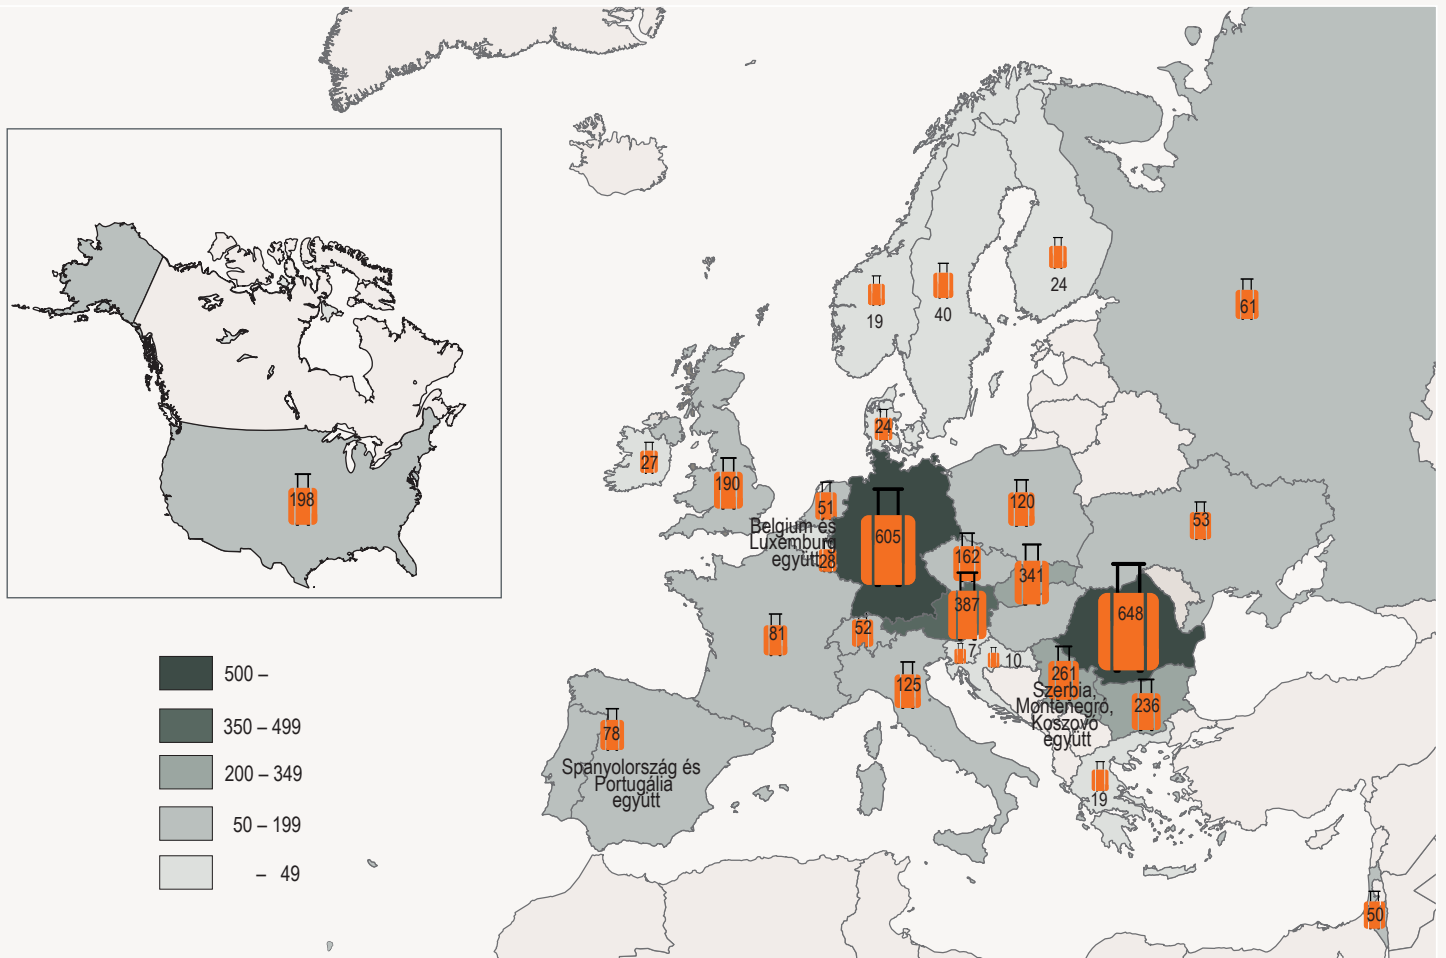 24
19
40
61
24
27
190
198
51
120
53
Belgium és
Luxemburg
együtt
28
605
162
341
387
648
81
52
7
10
125
261
Szerbia,
Montenegró,
Koszovó
együtt
236
78
Spanyolország és
Portugália
együtt
19
50
500 –
350 – 499
200 – 349
50 – 199
– 49